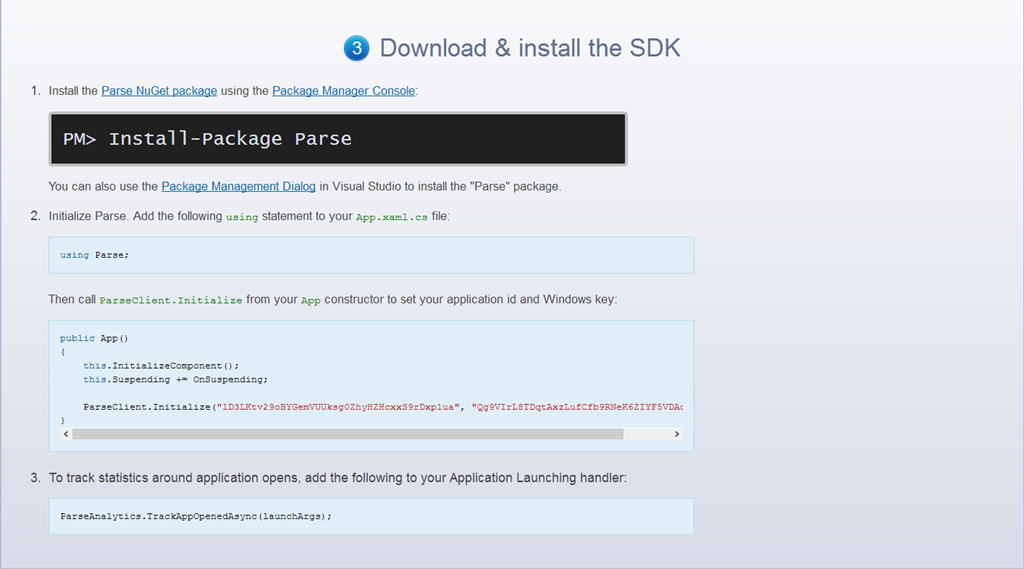 3 Download & install the SDK
1. Install the Parse NuGet package using the Package Manager Console:
PM> Install-Package Parse
You can also use the Package Management Dialog in Visual Studio to install the "Parse" package.
2. Initialize Parse. Add the following using statement to your App.xaml.cs file:
using Parse;
Then call ParseClient.Initialize from your App constructor to set your application id and Windows key:
public App()
{
this.InitializeComponent();
this.Suspending += OnSuspending;
ParseClient.Initialize("lD3LKtv29oBYGemVUUksg0ZhyHZHcxxS9rDxp1ua", "Qg9VIrL8TDqtAxzLufCfb9RNeK6ZIYF5VDAc
}
3. To track statistics around application opens, add the following to your Application Launching handler:
ParseAnalytics.TrackAppOpenedAsync(launchArgs);